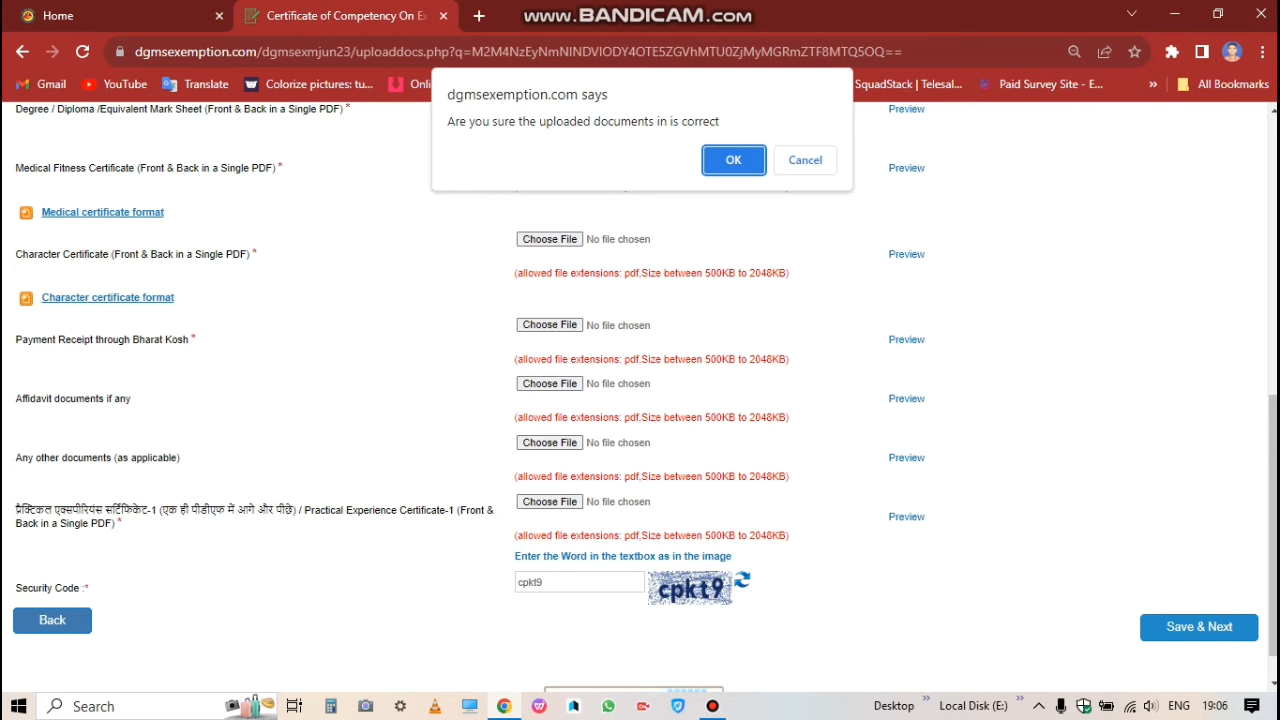 Home
Certificate of Competency On Ex
WWW.BANDICAM.COM
dgmsexemption.com/dgmsexmjun23/uploaddocs.php?q=M2M4NzEyNmNINDVIODY4OTE5ZGVhMTU0ZjMyMGRmZTF8MTQ5OQ==
Gmail
YouTube
Translate
Colorize pictures: tu...
Onli
SquadStack | Telesal...
Paid Survey Site - E...
»
All Bookmarks
dgmsexemption.com says
Are you sure the uploaded documents in is correct
OK
Cancel
Degree / Diploma /Equivalent Mark Sheet (Front & Back in a Single PDF) *
Preview
Medical Fitness Certificate (Front & Back in a Single PDF) *
Preview
Medical certificate format
Choose File No file chosen
Character Certificate (Front & Back in a Single PDF) *
Preview
(allowed file extensions: pdf,Size between 500KB to 2048KB)
Character certificate format
Choose File No file chosen
Payment Receipt through Bharat Kosh *
Preview
(allowed file extensions: pdf,Size between 500KB to 2048KB)
Choose File No file chosen
Affidavit documents if any
Preview
(allowed file extensions: pdf,Size between 500KB to 2048KB)
Choose File No file chosen
Any other documents (as applicable)
Preview
(allowed file extensions: pdf,Size between 500KB to 2048KB)
Choose File No file chosen
प्रैक्टिकल एक्सपीरियंस सर्टिफिकेट-1 (एक ही पीडीएफ में आगे और पीछे) / Practical Experience Certificate-1 (Front &
Back in a Single PDF) *
Preview
(allowed file extensions: pdf,Size between 500KB to 2048KB)
Enter the Word in the textbox as in the image
Security Code :*
cpkt9
cpkt9
Back
Save & Next
Search
Desktop
»
Local Disk (E:)
»
ENG
19:06